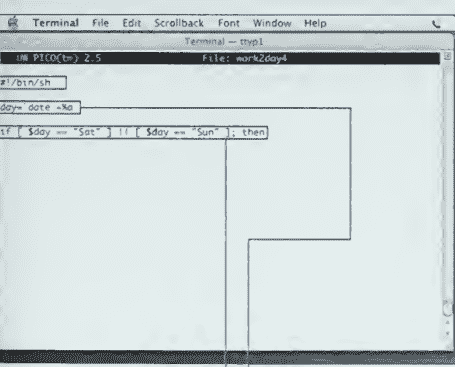 Terminal File Edit Scrollback Font Window Help
Terminal — ttyp1
UW PICO(tm) 2.5 File: work2day4
#!/bin/sh
day=`date +%a`
if [ $day == "Sat" ] || [ $day == "Sun" ]; then